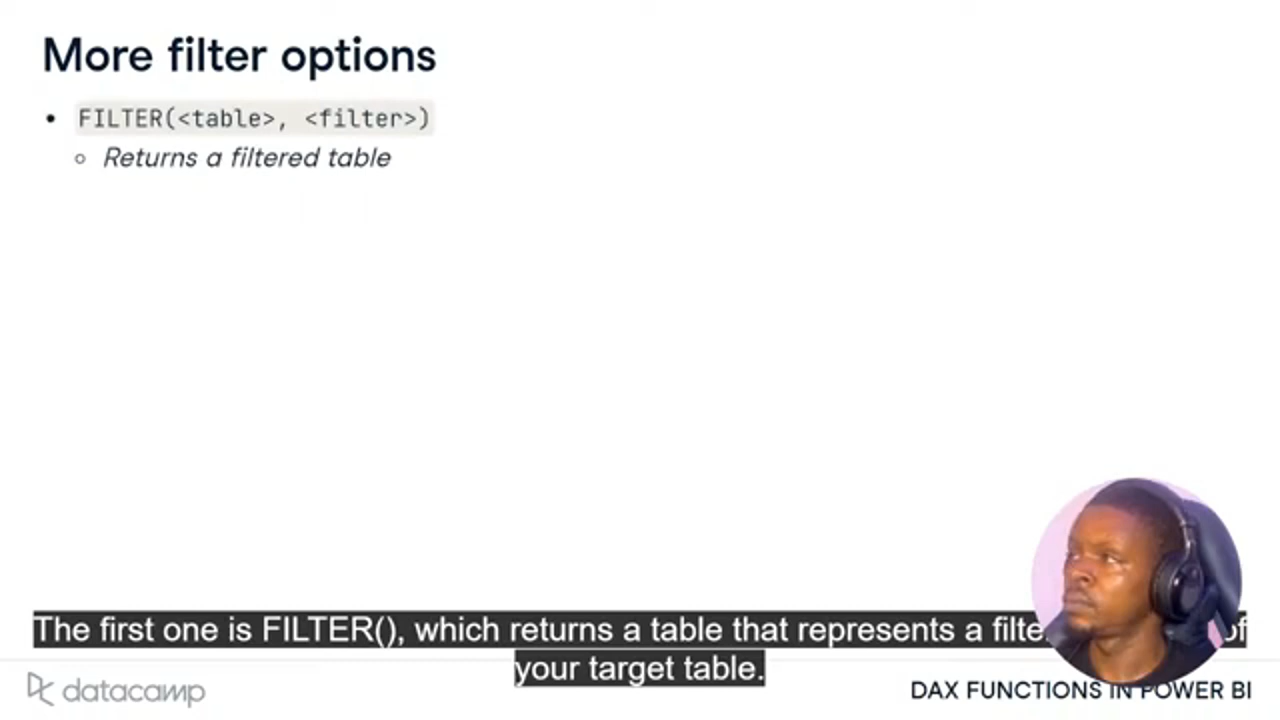 More filter options
• FILTER(<table>, <filter>)
○ Returns a filtered table
The first one is FILTER(), which returns a table that represents a of
your target table.
datacamp
DAX FUNCTIONS IN POWER BI